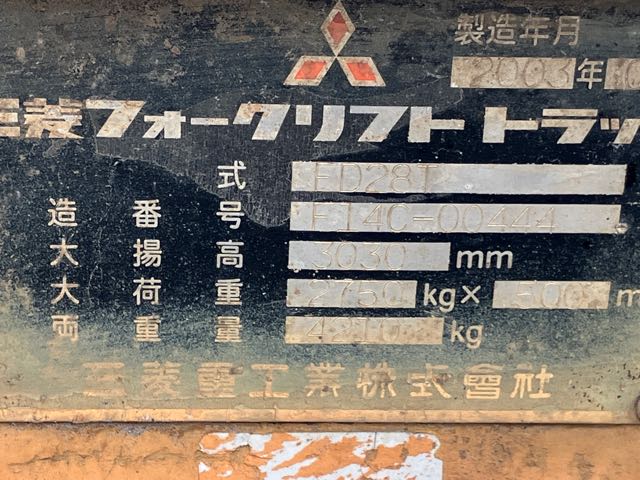 製造年月
2003年
三菱フォークリフトトラッ
式 FD28T
造番号 F14C-00444
大揚高 3030 mm
大荷重 2750 kg× 500 m
両重量 4210 kg
三菱重工業株式會社